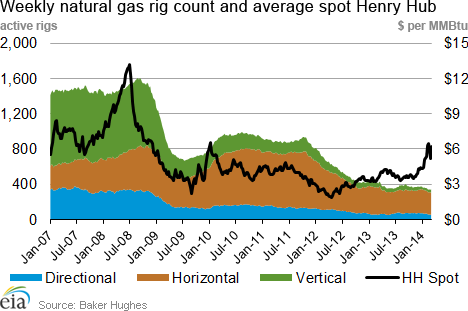 Weekly natural gas rig count and average spot Henry Hub
active rigs $ per MMBtu
2,000 $15
1,600 $12
1,200 $9
800 $6
400 $3
0 $0
Jan-07 Jul-07 Jan-08 Jul-08 Jan-09 Jul-09 Jan-10 Jul-10 Jan-11 Jul-11 Jan-12 Jul-12 Jan-13 Jul-13 Jan-14
Directional Horizontal Vertical HH Spot
eia Source: Baker Hughes